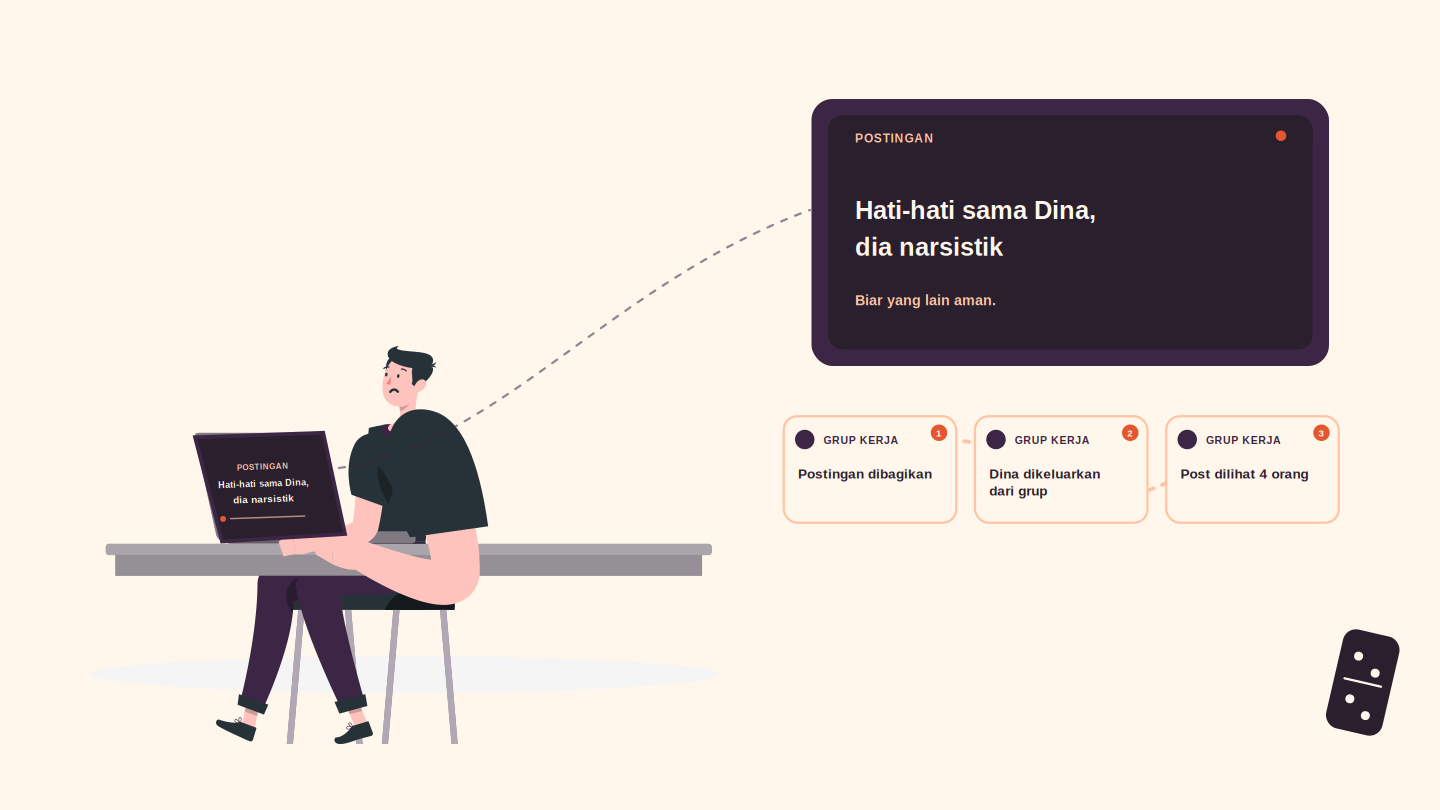 POSTINGAN
Hati-hati sama Dina,
dia narsistik
Biar yang lain aman.
POSTINGAN
Hati-hati sama Dina,
dia narsistik
GRUP KERJA
1
Postingan dibagikan
GRUP KERJA
2
Dina dikeluarkan
dari grup
GRUP KERJA
3
Post dilihat 4 orang